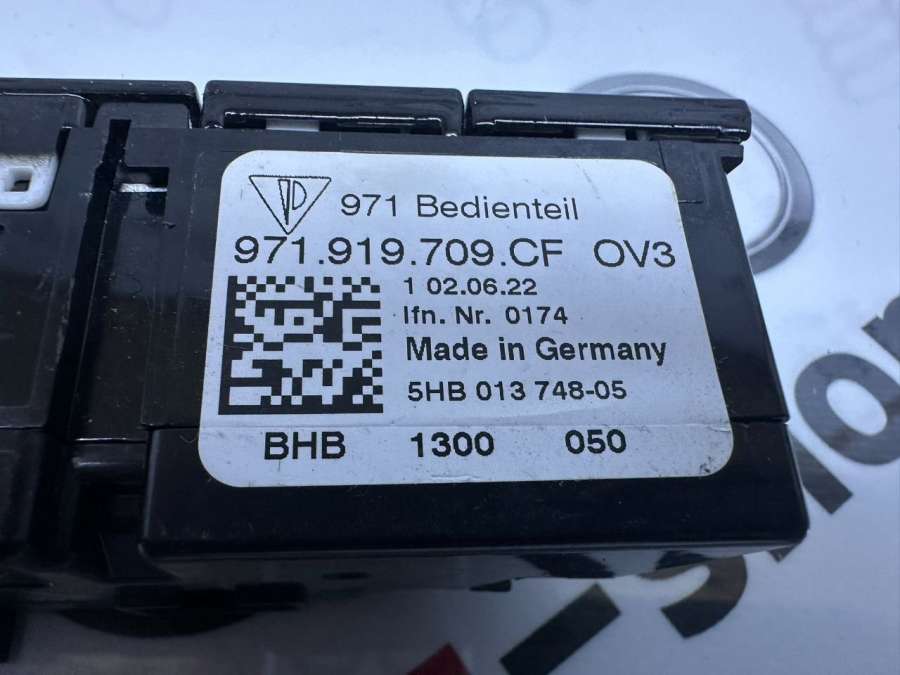 971 Bedienteil
971.919.709.CF OV3
1 02.06.22
lfn. Nr. 0174
Made in Germany
5HB 013 748-05
BHB 1300 050